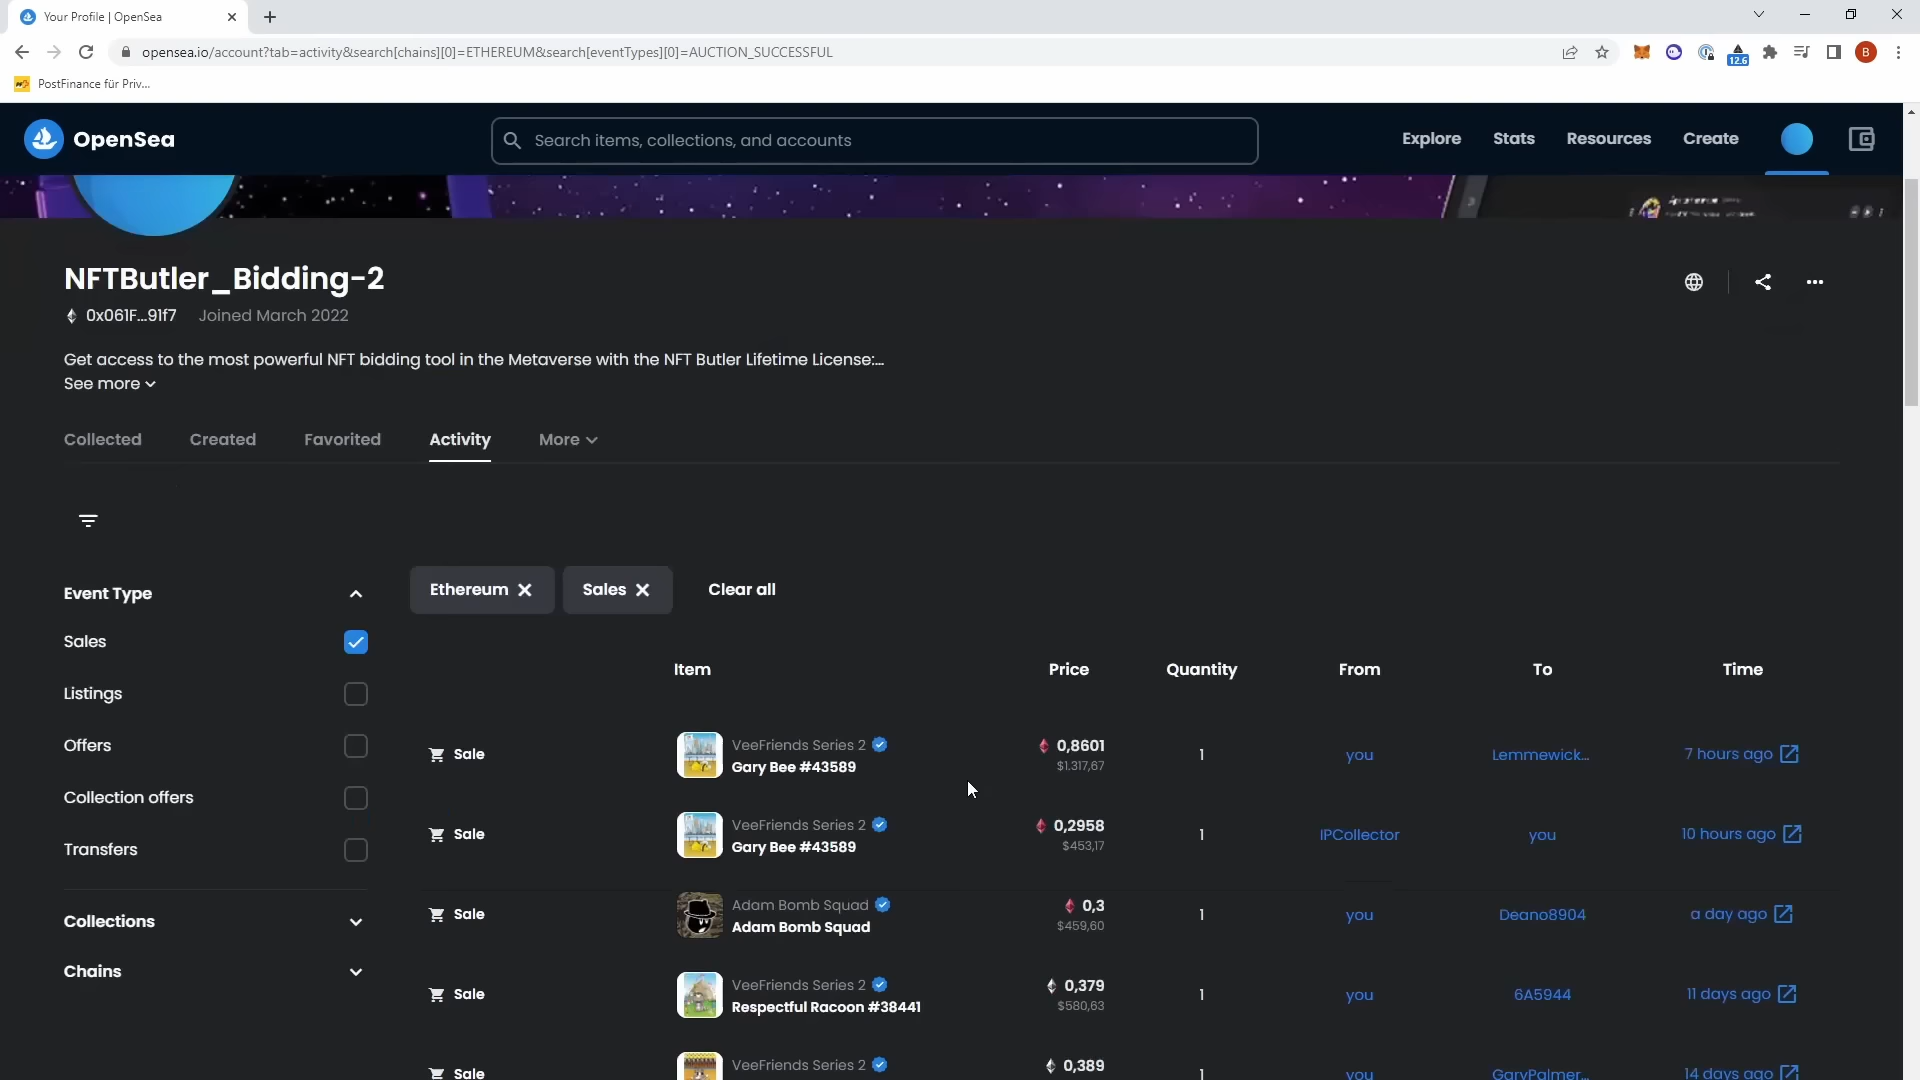 Your Profile | OpenSea
opensea.io/account?tab=activity&search[chains][0]=ETHEREUM&search[eventTypes][0]=AUCTION_SUCCESSFUL
12.6
B
PostFinance für Priv...
OpenSea
Search items, collections, and accounts
Explore
Stats
Resources
Create
NFTButler_Bidding-2
0x061F...91f7 Joined March 2022
Get access to the most powerful NFT bidding tool in the Metaverse with the NFT Butler Lifetime License:...
See more
Collected
Created
Favorited
Activity
More
Event Type
Sales
Listings
Offers
Collection offers
Transfers
Collections
Chains
Ethereum
Sales
Clear all
Item Price Quantity From To Time
Sale VeeFriends Series 2 0,8601 1 you Lemmewick... 7 hours ago
Gary Bee #43589 $1.317,67
Sale VeeFriends Series 2 0,2958 1 IPCollector you 10 hours ago
Gary Bee #43589 $453,17
Sale Adam Bomb Squad 0,3 1 you Deano8904 a day ago
Adam Bomb Squad $459,60
Sale VeeFriends Series 2 0,379 1 you 6A5944 11 days ago
Respectful Racoon #38441 $580,63
Sale VeeFriends Series 2 0,389 1 you GaryPalmer... 14 days ago